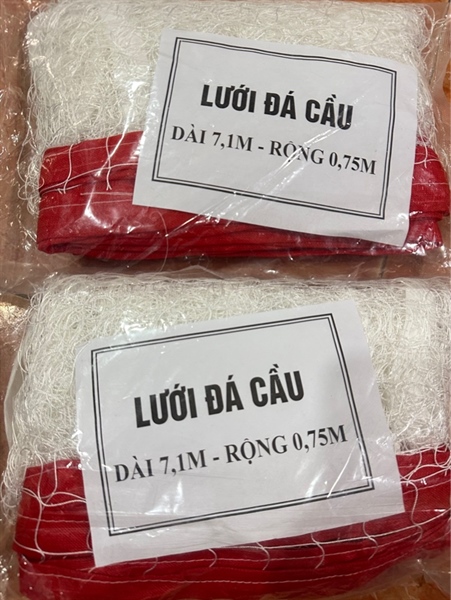 LƯỚI ĐÁ CẦU
DÀI 7,1M - RỘNG 0,75M
LƯỚI ĐÁ CẦU
DÀI 7,1M - RỘNG 0,75M